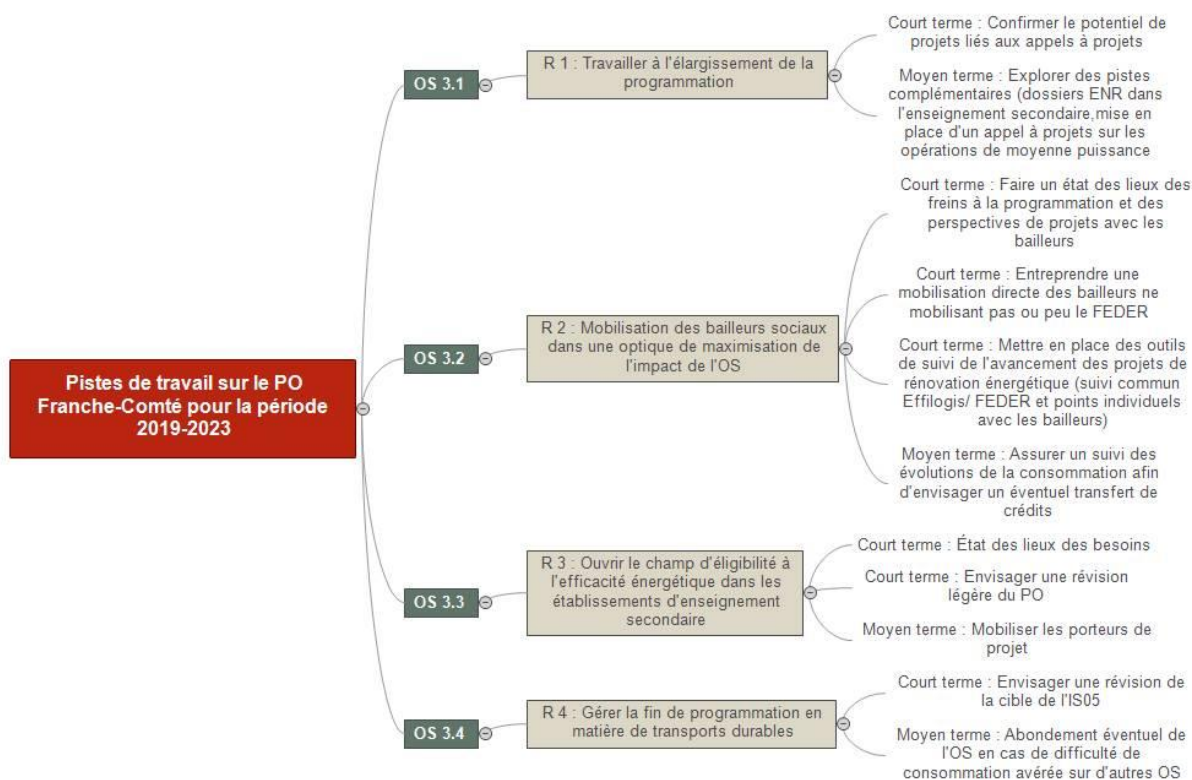 Pistes de travail sur le PO
Franche-Comté pour la période
2019-2023
OS 3.1
R 1 : Travailler à l'élargissement de la
programmation
Court terme : Confirmer le potentiel de
projets liés aux appels à projets
Moyen terme : Explorer des pistes
complémentaires (dossiers ENR dans
l'enseignement secondaire,mise en
place d'un appel à projets sur les
opérations de moyenne puissance
OS 3.2
R 2 : Mobilisation des bailleurs sociaux
dans une optique de maximisation de
l'impact de l'OS
Court terme : Faire un état des lieux des
freins à la programmation et des
perspectives de projets avec les
bailleurs
Court terme : Entreprendre une
mobilisation directe des bailleurs ne
mobilisant pas ou peu le FEDER
Court terme : Mettre en place des outils
de suivi de l'avancement des projets de
rénovation énergétique (suivi commun
Effilogis/ FEDER et points individuels
avec les bailleurs)
Moyen terme : Assurer un suivi des
évolutions de la consommation afin
d'envisager un éventuel transfert de
crédits
OS 3.3
R 3 : Ouvrir le champ d'éligibilité à
l'efficacité énergétique dans les
établissements d'enseignement
secondaire
Court terme : État des lieux des besoins
Court terme : Envisager une révision
légère du PO
Moyen terme : Mobiliser les porteurs de
projet
OS 3.4
R 4 : Gérer la fin de programmation en
matière de transports durables
Court terme : Envisager une révision de
la cible de l'IS05
Moyen terme : Abondement éventuel de
l'OS en cas de difficulté de
consommation avérée sur d'autres OS